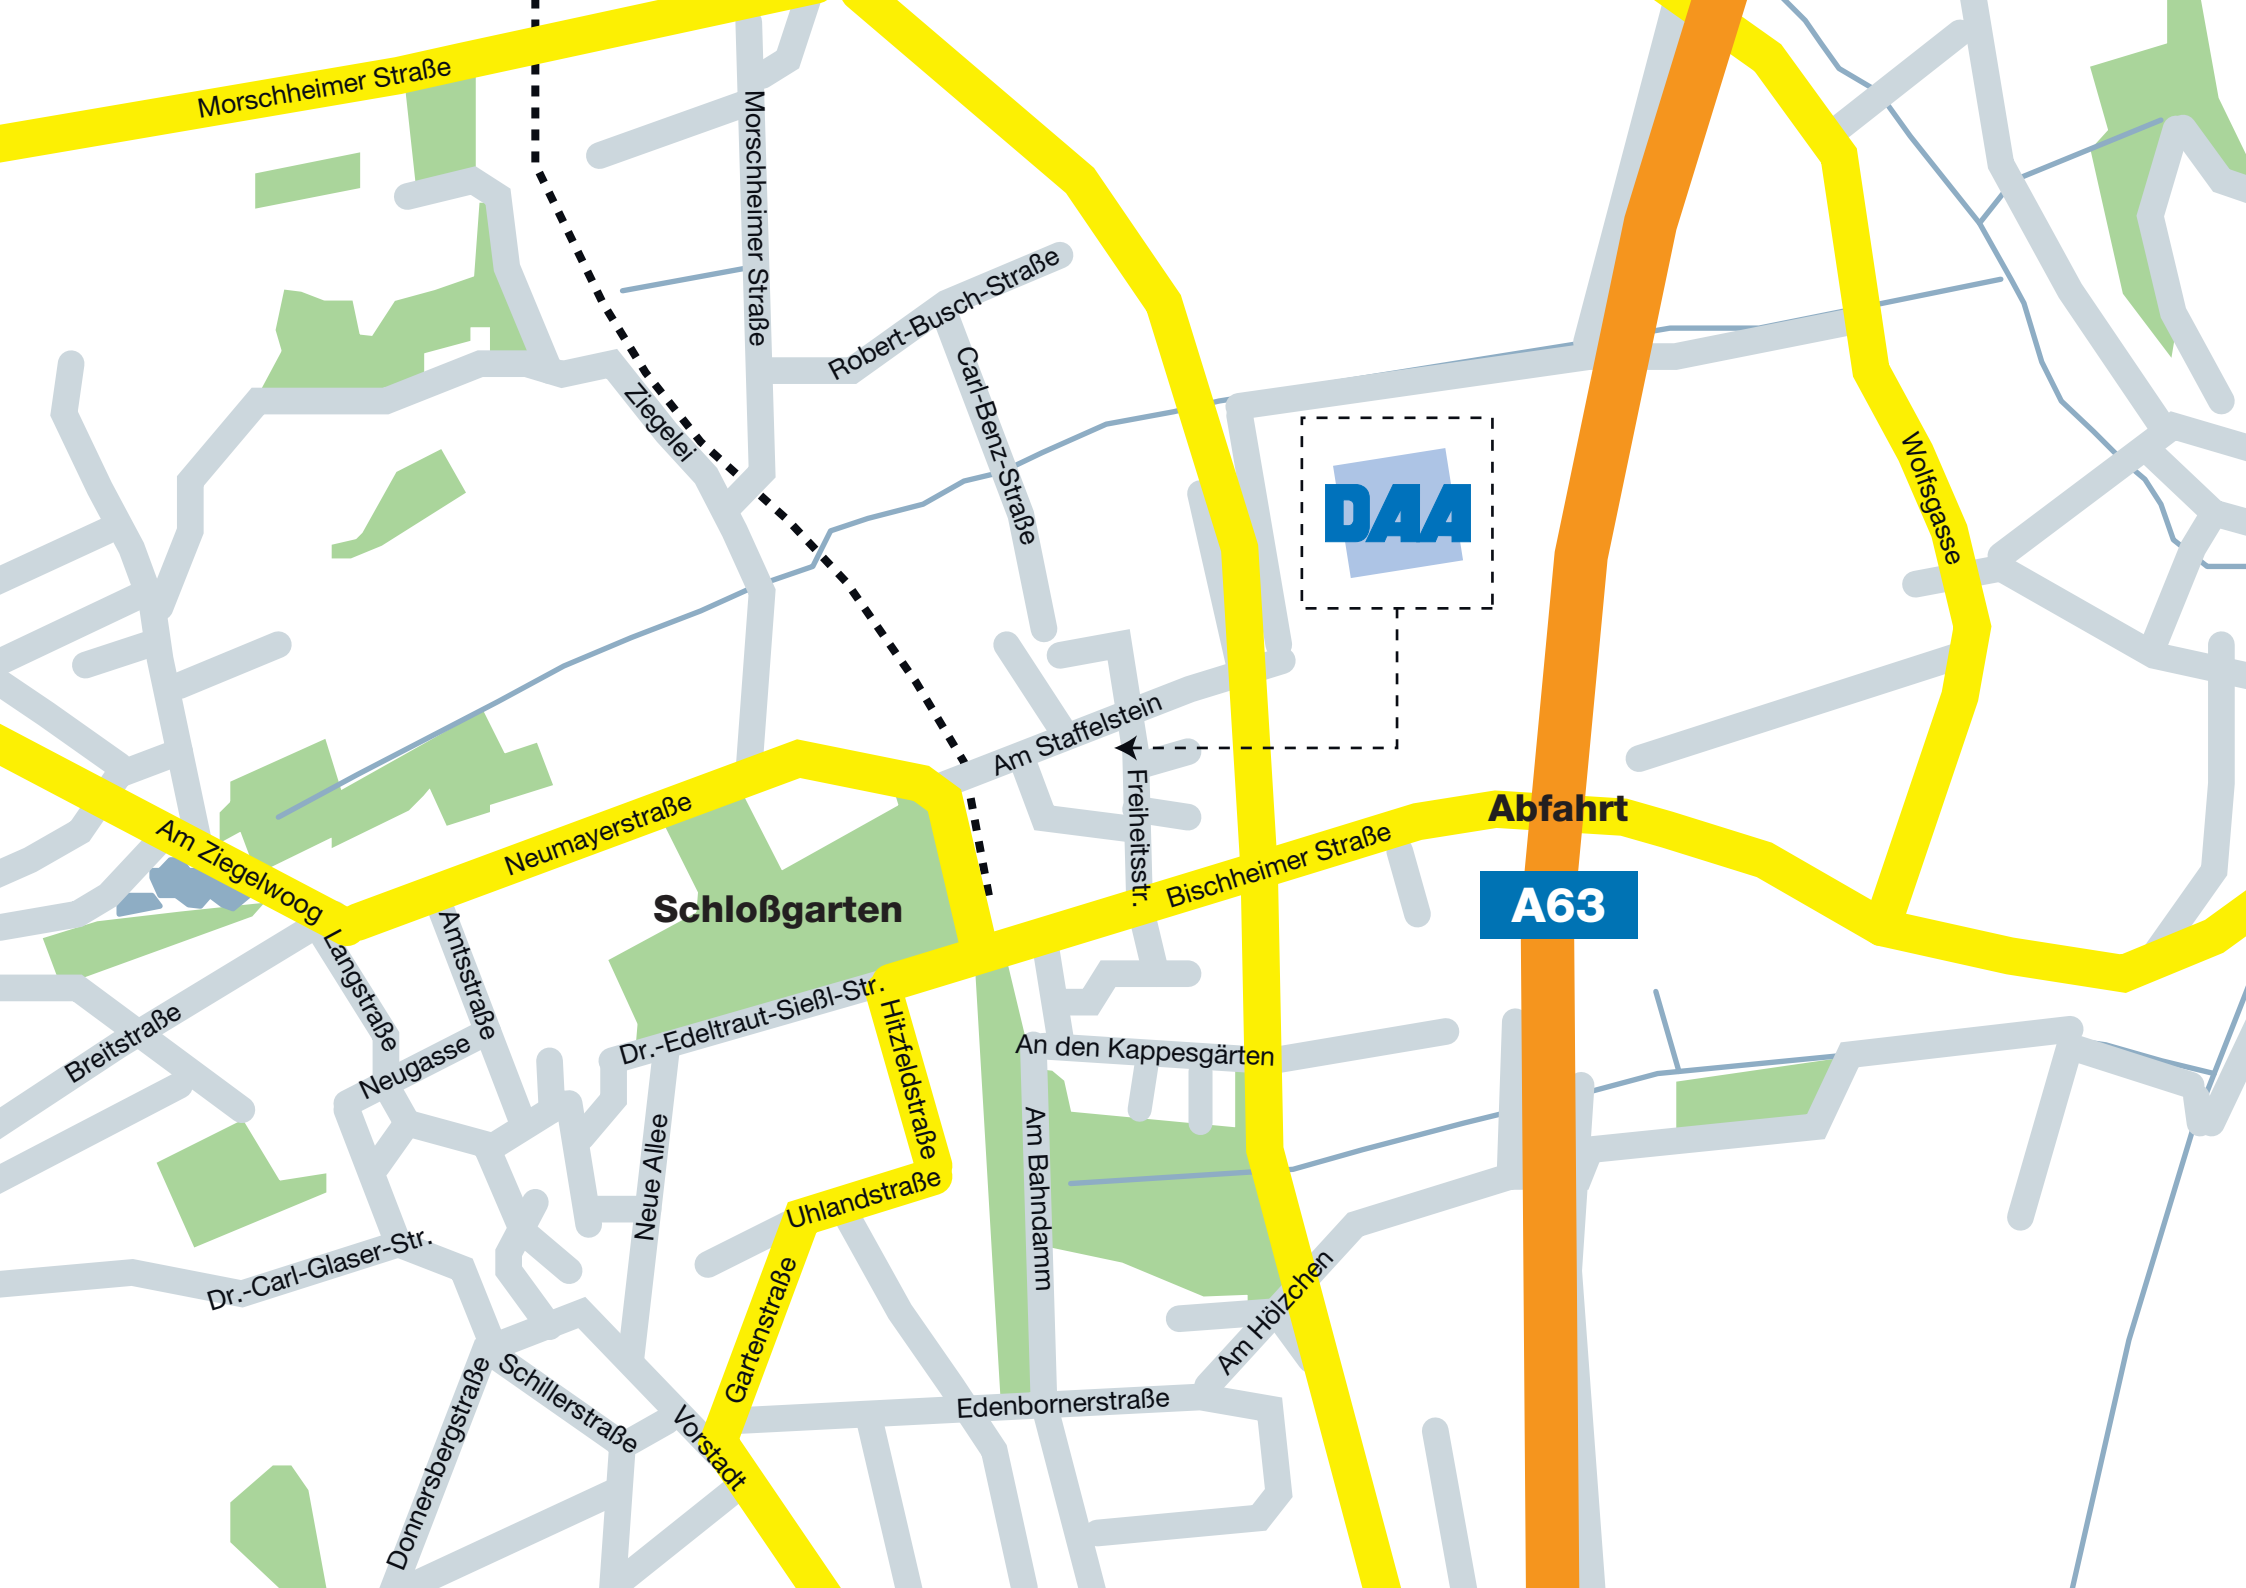 Morschheimer Straße
Morschheimer Straße
Robert-Busch-Straße
Carl-Benz-Straße
Ziegelei
DAA
Wolfsgasse
Am Staffelstein
Freiheitsstr.
Abfahrt
Neumayerstraße
Am Ziegelwoog
Bischheimer Straße
A63
Schloßgarten
Amtsstraße
Langstraße
Breitstraße
Neugasse
Dr.-Edeltraut-Sießl-Str.
Hitzfeldstraße
An den Kappesgärten
Neue Allee
Am Bahndamm
Uhlandstraße
Dr.-Carl-Glaser-Str.
Gartenstraße
Am Hölzchen
Schillerstraße
Donnersbergstraße
Vorstadt
Edenbornerstraße